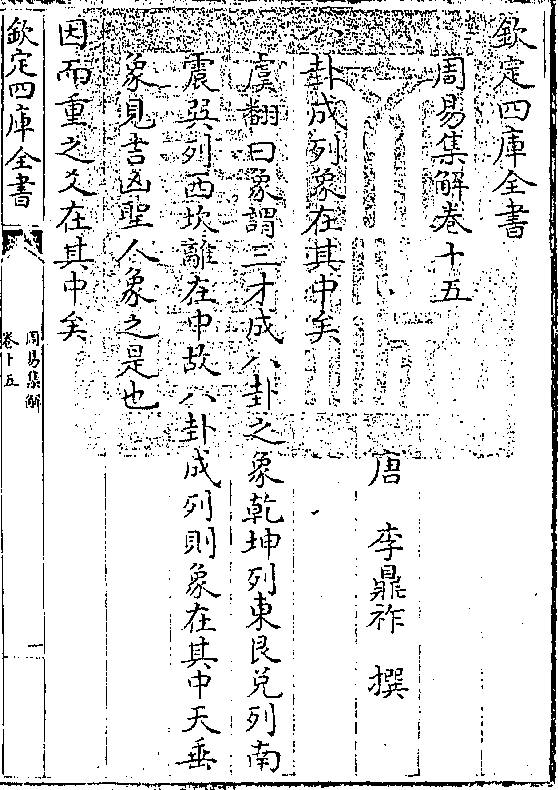 欽定四庫全書
周易集解卷十五
唐 李鼎祚 撰
八卦成列象在其中矣
虞翻曰象謂三才成八卦之象乾坤列東艮兌列南
震巽列西坎離在中故八卦成列則象在其中天垂
象見吉凶聖人象之是也
因而重之爻在其中矣
欽定四庫全書
周易集解
卷十五
一